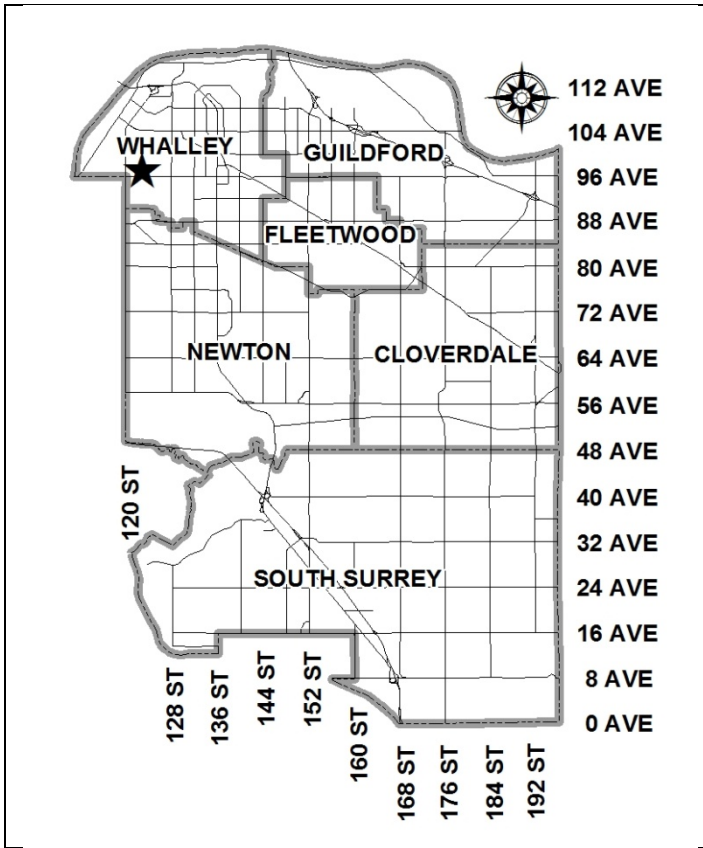 112 AVE
104 AVE
WHALLEY
GUILDFORD
96 AVE
88 AVE
FLEETWOOD
80 AVE
72 AVE
NEWTON
CLOVERDALE
64 AVE
56 AVE
48 AVE
120 ST
40 AVE
32 AVE
SOUTH SURREY
24 AVE
16 AVE
128 ST
136 ST
144 ST
152 ST
160 ST
8 AVE
0 AVE
168 ST
176 ST
184 ST
192 ST